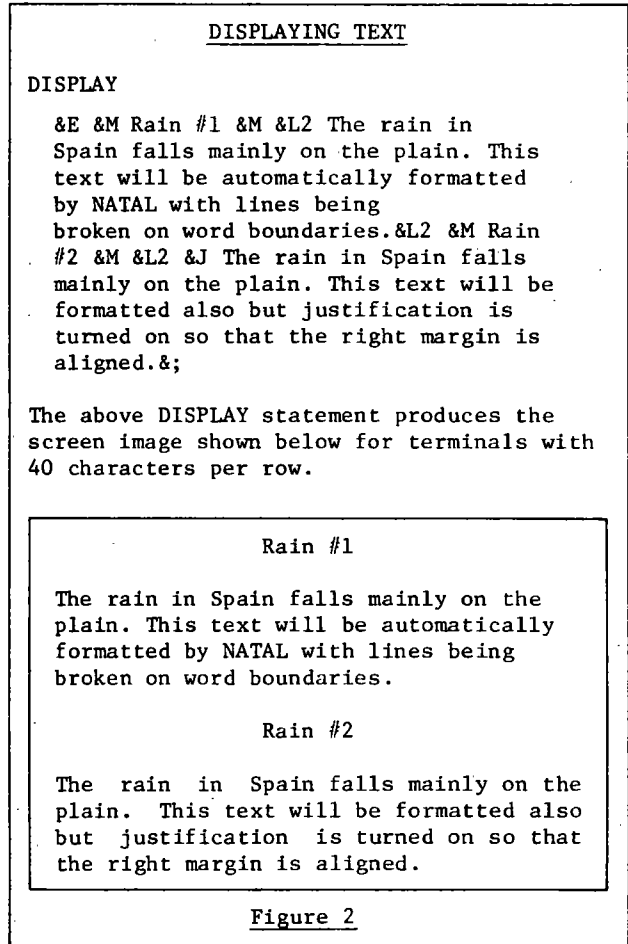 DISPLAYING TEXT
DISPLAY
&E &M Rain #1 &M &L2 The rain in
Spain falls mainly on the plain. This
text will be automatically formatted
by NATAL with lines being
broken on word boundaries.&L2 &M Rain
#2 &M &L2 &J The rain in Spain falls
mainly on the plain. This text will be
formatted also but justification is
turned on so that the right margin is
aligned.&;
The above DISPLAY statement produces the
screen image shown below for terminals with
40 characters per row.
Rain #1
The rain in Spain falls mainly on the
plain. This text will be automatically
formatted by NATAL with lines being
broken on word boundaries.
Rain #2
The  rain  in  Spain falls mainly on the
plain.  This text will be formatted also
but  justification  is turned on so that
the right margin is aligned.
Figure 2